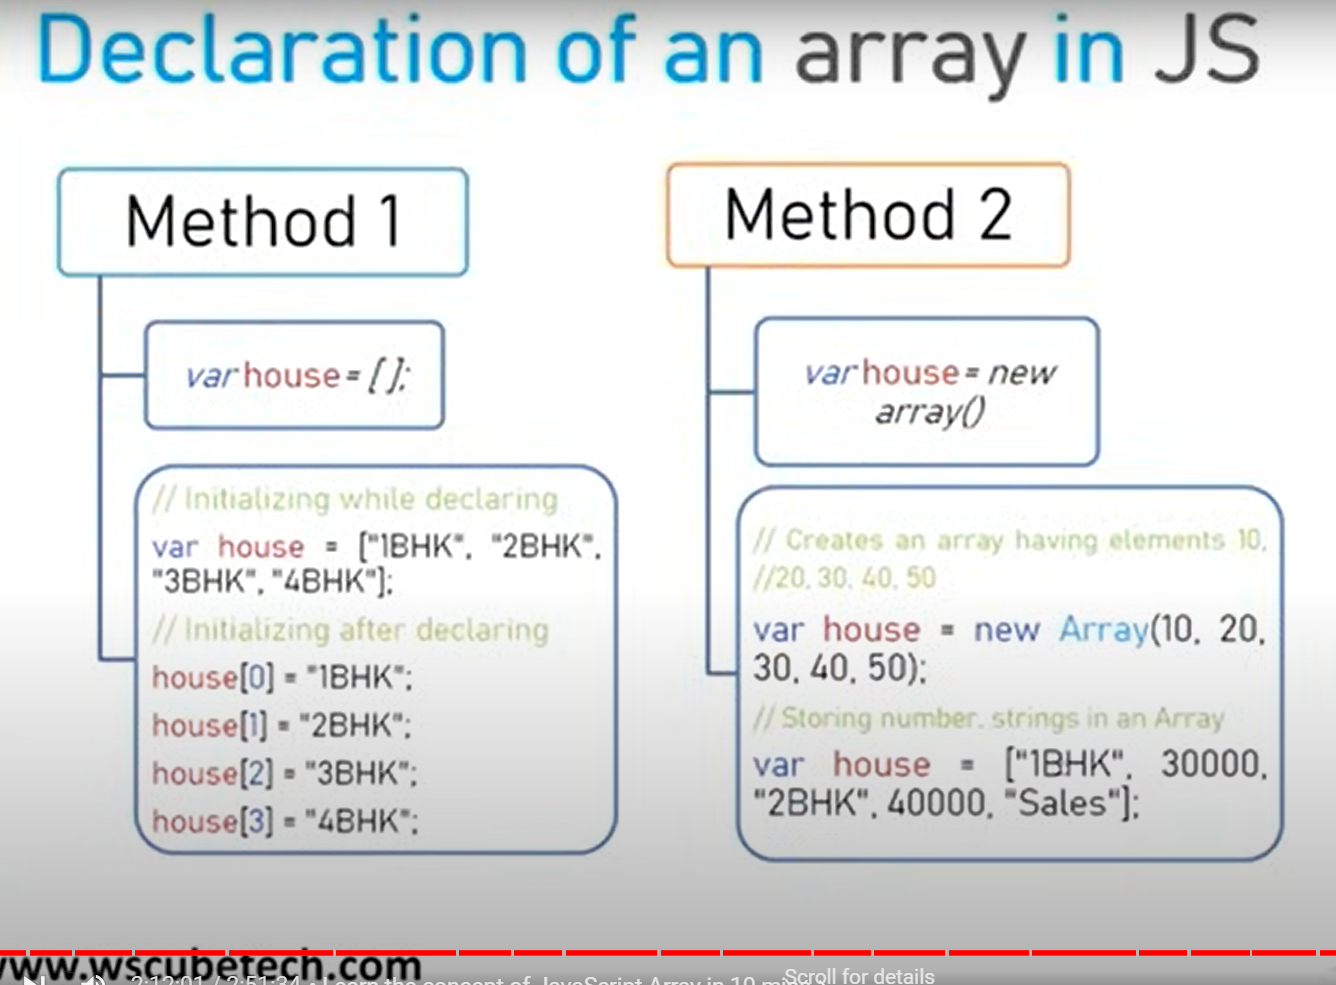 Declaration of an array in JS
Method 1
var house = [ ];
// Initializing while declaring
var house = ["1BHK", "2BHK",
"3BHK", "4BHK"];
// Initializing after declaring
house[0] = "1BHK";
house[1] = "2BHK";
house[2] = "3BHK";
house[3] = "4BHK";
Method 2
var house = new
array()
// Creates an array having elements 10,
//20, 30, 40, 50
var house = new Array(10, 20,
30, 40, 50);
// Storing number, strings in an Array
var house = ["1BHK", 30000,
"2BHK", 40000, "Sales"];
www.wscubetech.com
2:12:01 / 2:51:34 • Learn the concept of JavaScript Array in 10 mins
Scroll for details